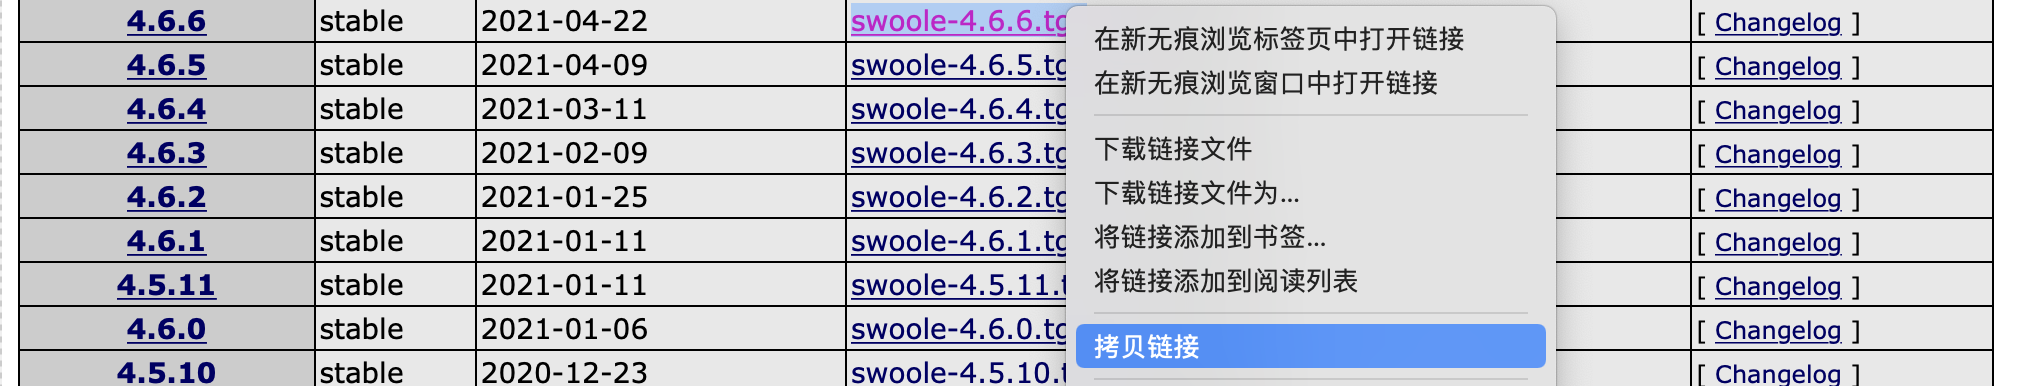 4.6.6 stable 2021-04-22 swoole-4.6.6.tg [ Changelog ]
在新无痕浏览标签页中打开链接
4.6.5 stable 2021-04-09 swoole-4.6.5.tg [ Changelog ]
在新无痕浏览窗口中打开链接
4.6.4 stable 2021-03-11 swoole-4.6.4.tg [ Changelog ]
4.6.3 stable 2021-02-09 swoole-4.6.3.tg [ Changelog ]
下载链接文件
4.6.2 stable 2021-01-25 swoole-4.6.2.tg [ Changelog ]
下载链接文件为...
4.6.1 stable 2021-01-11 swoole-4.6.1.tg [ Changelog ]
将链接添加到书签...
4.5.11 stable 2021-01-11 swoole-4.5.11.t [ Changelog ]
将链接添加到阅读列表
4.6.0 stable 2021-01-06 swoole-4.6.0.tg [ Changelog ]
拷贝链接
4.5.10 stable 2020-12-23 swoole-4.5.10.t [ Changelog ]